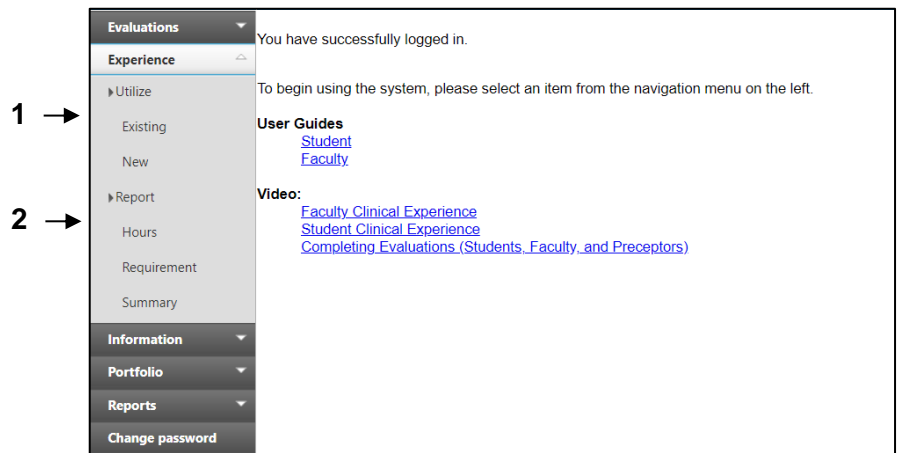 Evaluations
Experience
Utilize
1
Existing
New
Report
2
Hours
Requirement
Summary
Information
Portfolio
Reports
Change password
You have successfully logged in.
To begin using the system, please select an item from the navigation menu on the left.
User Guides
Student
Faculty
Video:
Faculty Clinical Experience
Student Clinical Experience
Completing Evaluations (Students, Faculty, and Preceptors)